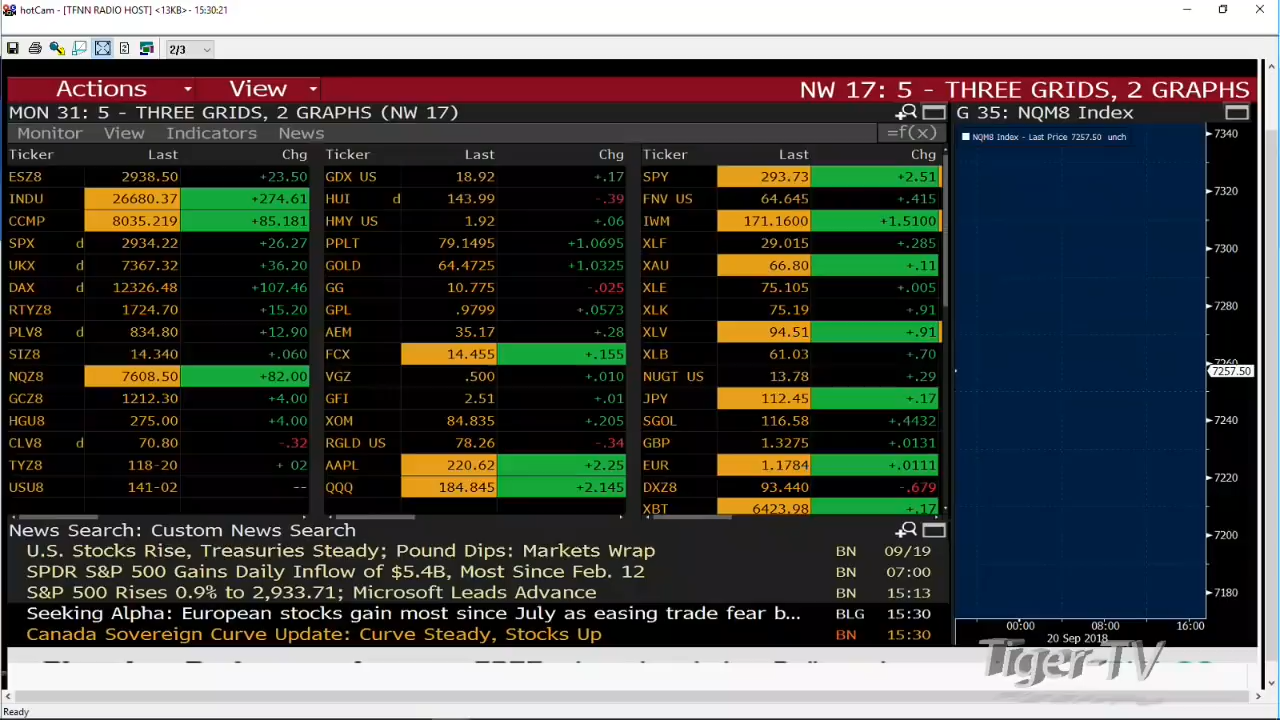 hotCam - [TFNN RADIO HOST] <13KB> - 15:30:21
2/3
Actions View NW 17: 5 - THREE GRIDS, 2 GRAPHS
MON 31: 5 - THREE GRIDS, 2 GRAPHS (NW 17) G 35: NQM8 Index
Monitor View Indicators News =f(x)
NQM8 Index - Last Price 7257.50 unch
Ticker Last Chg Ticker Last Chg Ticker Last Chg
ESZ8 2938.50 +23.50 GDX US 18.92 +.17 SPY 293.73 +2.51
INDU 26680.37 +274.61 HUI d 143.99 -.39 FNV US 64.645 +.415
CCMP 8035.219 +85.181 HMY US 1.92 +.06 IWM 171.1600 +1.5100
SPX d 2934.22 +26.27 PPLT 79.1495 +1.0695 XLF 29.015 +.285
UKX d 7367.32 +36.20 GOLD 64.4725 +1.0325 XAU 66.80 +.11
DAX d 12326.48 +107.46 GG 10.775 -.025 XLE 75.105 +.005
RTYZ8 1724.70 +15.20 GPL .9799 +.0573 XLK 75.19 +.91
PLV8 d 834.80 +12.90 AEM 35.17 +.28 XLV 94.51 +.91
SIZ8 14.340 +.060 FCX 14.455 +.155 XLB 61.03 +.70
NQZ8 7608.50 +82.00 VGZ .500 +.010 NUGT US 13.78 +.29
GCZ8 1212.30 +4.00 GFI 2.51 +.01 JPY 112.45 +.17
HGU8 275.00 +4.00 XOM 84.835 +.205 SGOL 116.58 +.4432
CLV8 d 70.80 -.32 RGLD US 78.26 -.34 GBP 1.3275 +.0131
TYZ8 118-20 + 02 AAPL 220.62 +2.25 EUR 1.1784 +.0111
USU8 141-02 -- QQQ 184.845 +2.145 DXZ8 93.440 -.679
XBT 6423.98 +.17
7340
7320
7300
7280
7260
7257.50
7240
7220
7200
7180
00:00 08:00 16:00
20 Sep 2018
News Search: Custom News Search
U.S. Stocks Rise, Treasuries Steady; Pound Dips: Markets Wrap BN 09/19
SPDR S&P 500 Gains Daily Inflow of $5.4B, Most Since Feb. 12 BN 07:00
S&P 500 Rises 0.9% to 2,933.71; Microsoft Leads Advance BN 15:13
Seeking Alpha: European stocks gain most since July as easing trade fear b... BLG 15:30
Canada Sovereign Curve Update: Curve Steady, Stocks Up BN 15:30
Tiger-TV
Ready